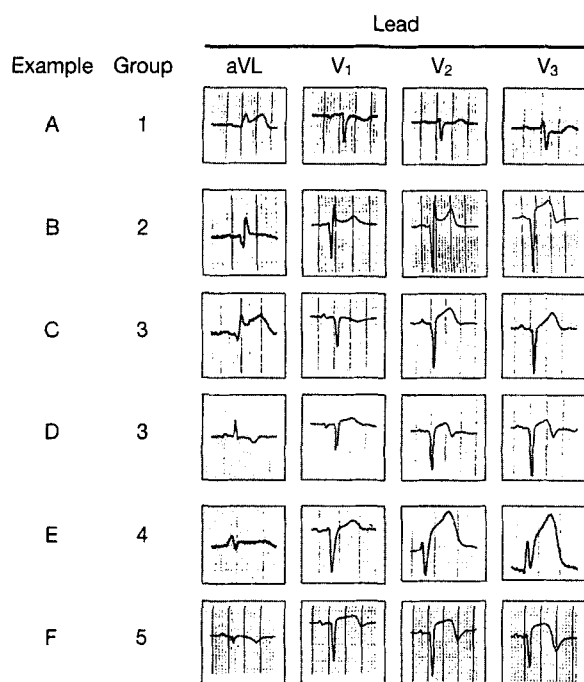 Lead
Example Group aVL V₁ V₂ V₃
A 1
B 2
C 3
D 3
E 4
F 5